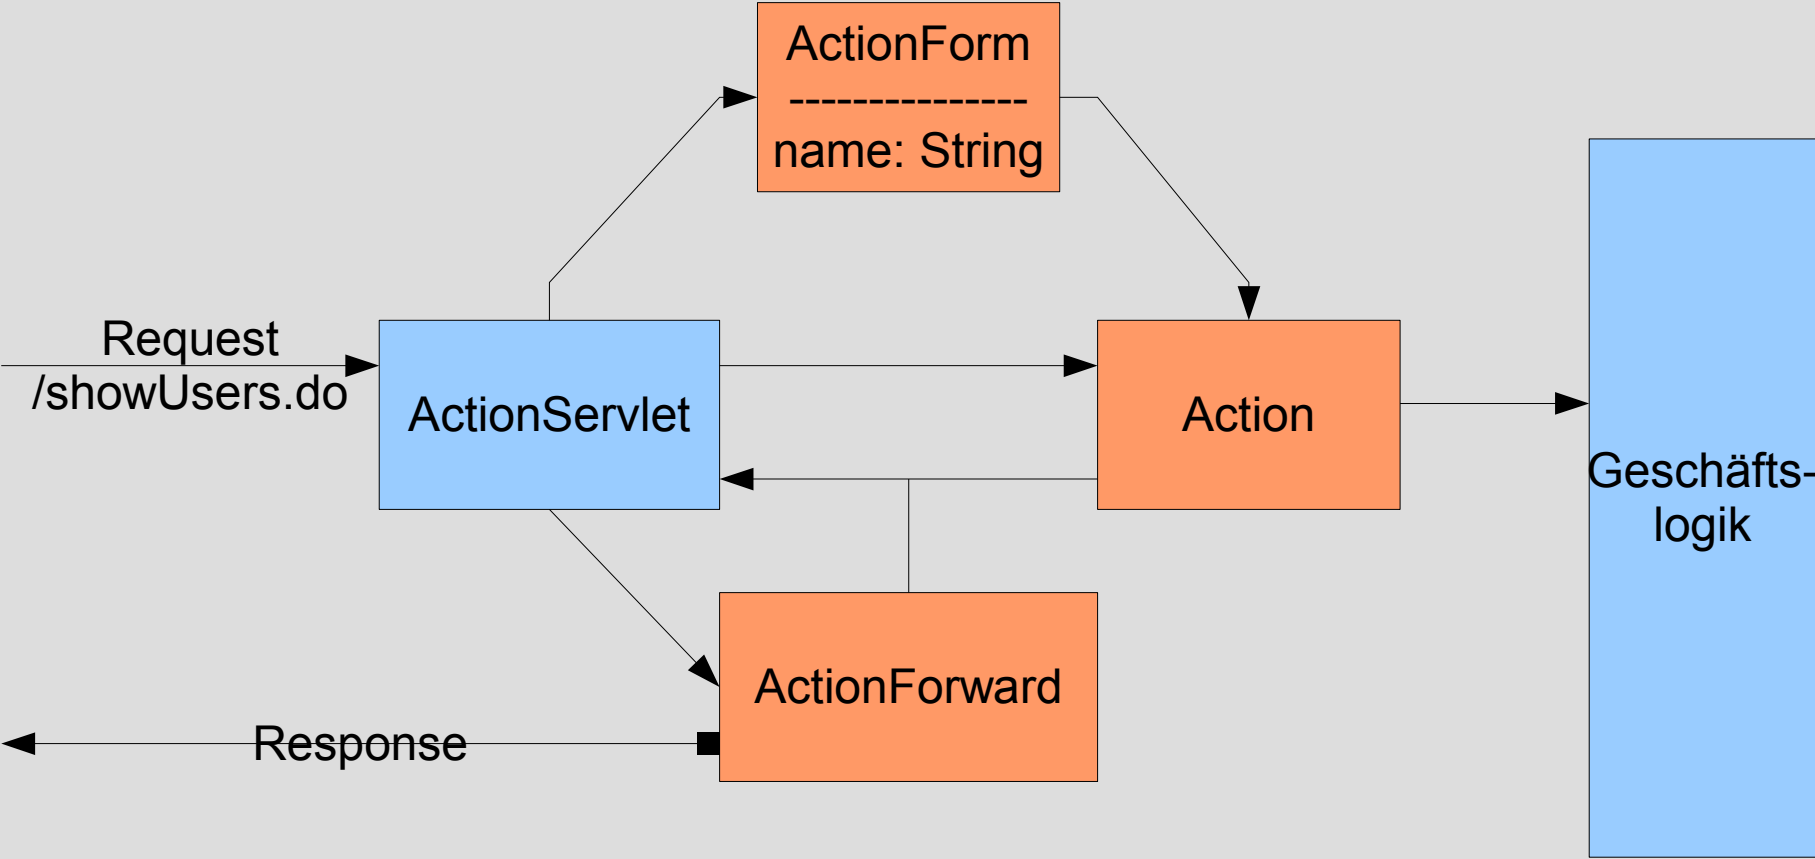 ActionForm
---------------
name: String
Request
/showUsers.do
ActionServlet
Action
Geschäfts-
logik
ActionForward
Response